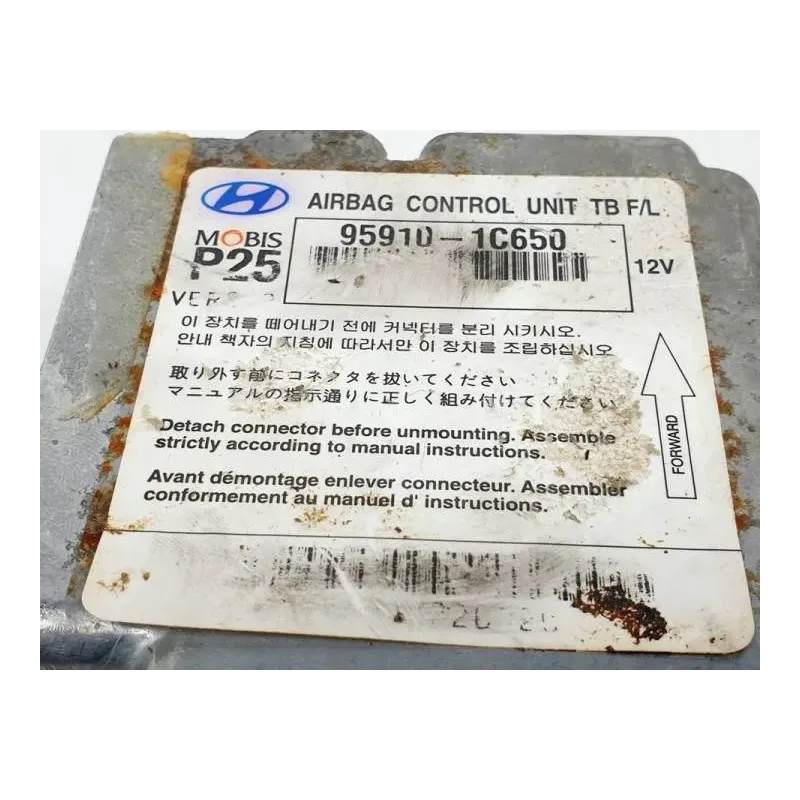 AIRBAG CONTROL UNIT TB F/L
MOBIS
95910-1C650
P25
12V
이 장치를 떼어내기 전에 커넥터를 분리 시키시오.
안내 책자의 지침에 따라서만 이 장치를 조립하십시오
取り外す前にコネクタを抜いてください
マニュアルの指示通りに正しく組み付けてください
Detach connector before unmounting. Assemble
strictly according to manual instructions.
Avant démontage enlever connecteur. Assembler
conformement au manuel d' instructions.
FORWARD